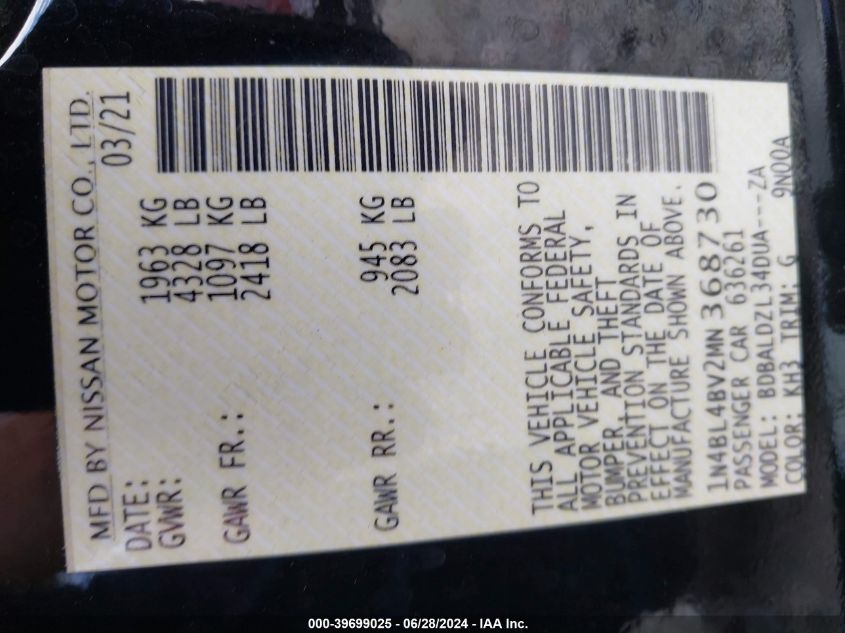 MFD BY NISSAN MOTOR CO., LTD.
DATE: 03/21
GVWR: 1963 KG
4328 LB
GAWR FR.: 1097 KG
2418 LB
GAWR RR.: 945 KG
2083 LB
THIS VEHICLE CONFORMS TO
ALL APPLICABLE FEDERAL
MOTOR VEHICLE SAFETY,
BUMPER, AND THEFT
PREVENTION STANDARDS IN
EFFECT ON THE DATE OF
MANUFACTURE SHOWN ABOVE.
1N4BL4BV2MN368730
PASSENGER CAR 636261
MODEL: BDBALDZL34DUA---ZA
COLOR: KH3 TRIM: G 9N00A
000-39699025 - 06/28/2024 - IAA Inc.